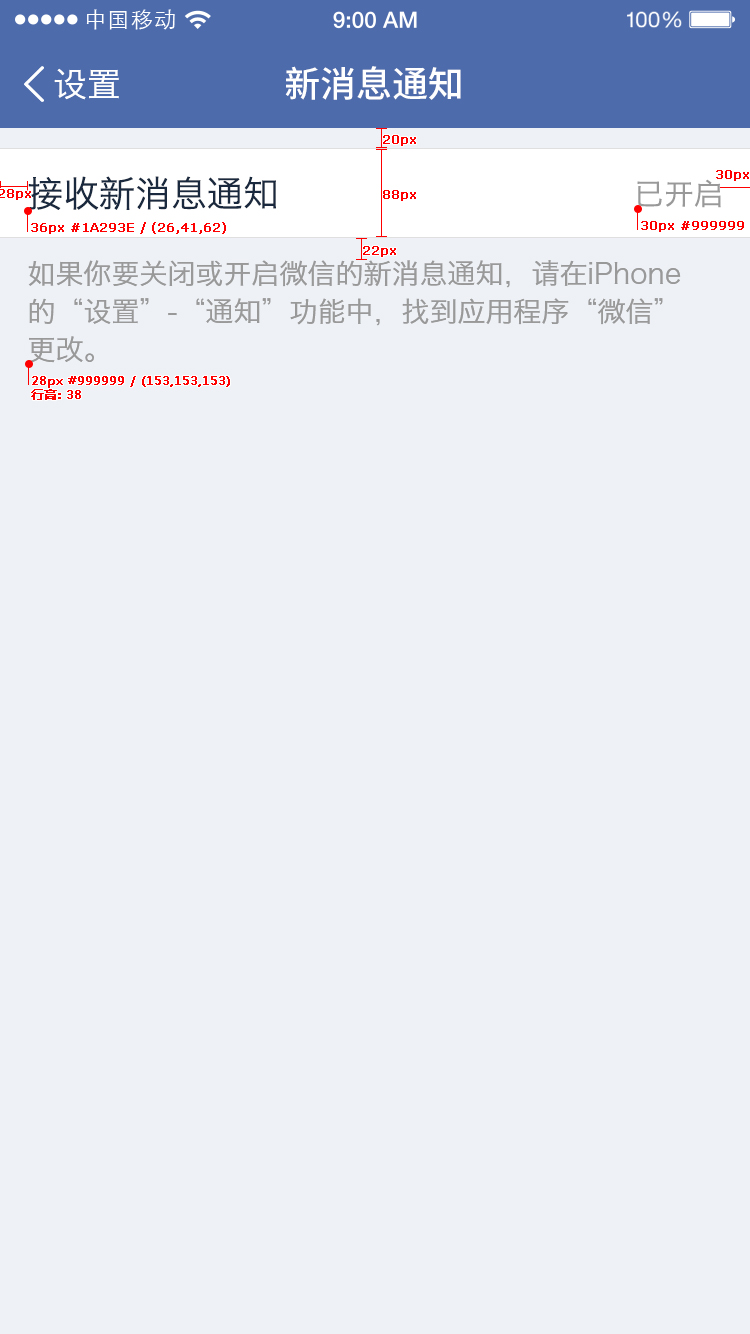 中国移动 9:00 AM 100%
设置 新消息通知
20px
接收新消息通知 已开启
28px 88px 30px
36px #1A293E / (26,41,62) 30px #999999
22px
如果你要关闭或开启微信的新消息通知，请在iPhone
的“设置”-“通知”功能中，找到应用程序“微信”
更改。
28px #999999 / (153,153,153)
行高: 38